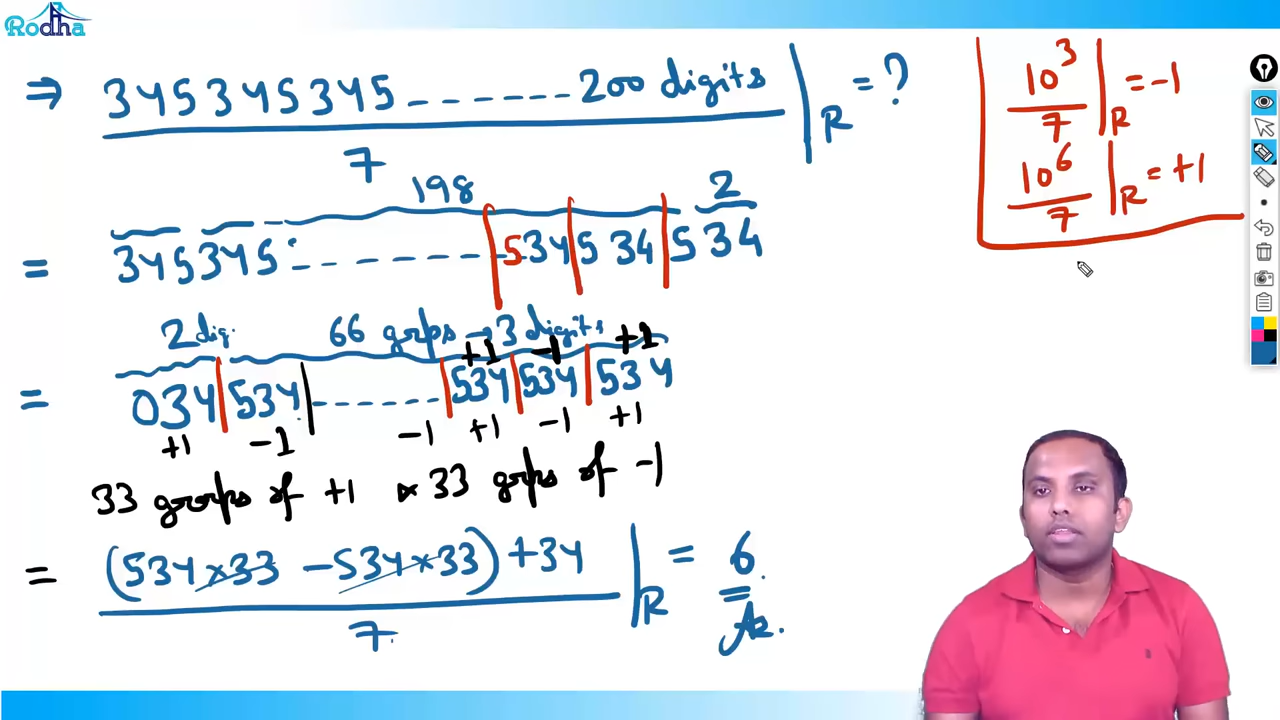 Rodha
⇒ 345345345 ------- 200 digits |R = ?
7
10^3 / 7 |R = -1
10^6 / 7 |R = +1
198 2
= 345345 -------- 534|534|534
2 dig. 66 grps → 3 digits
+1 -1 +1
= 034|534| -------- |534|534|534
+1 -1 -1 +1 -1 +1
33 groups of +1 & 33 grps of -1
= (534×33 - 534×33) + 34 |R = 6
7